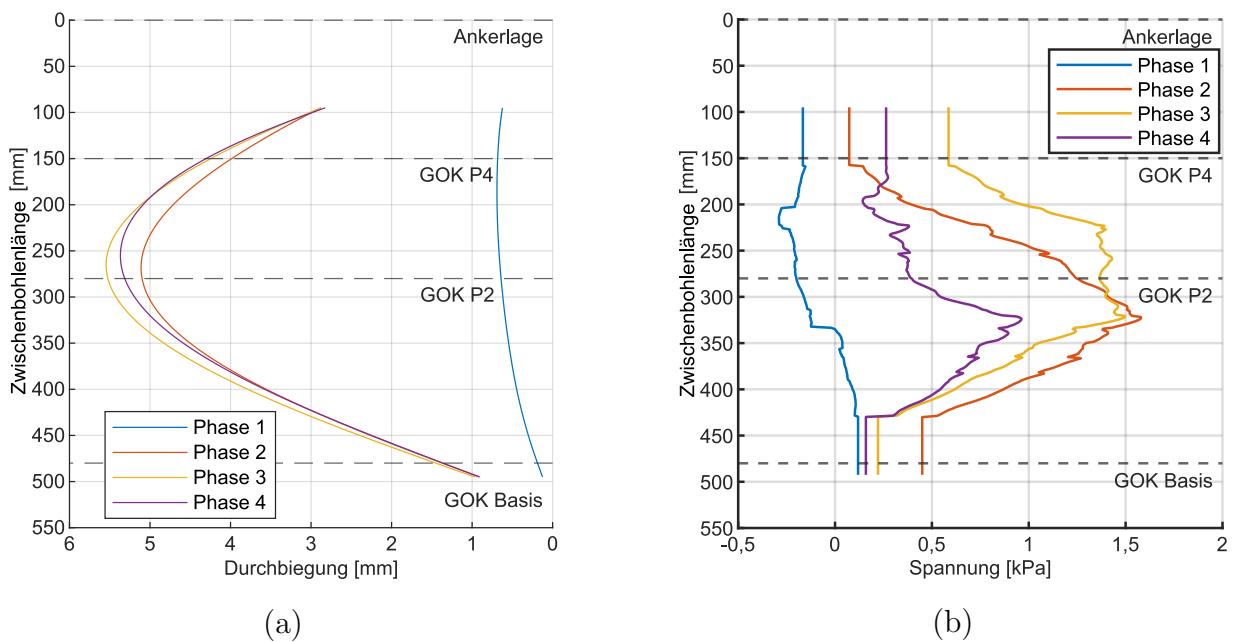 0
50
100
150
200
250
300
350
400
450
500
550
Zwischenbohlenlänge [mm]
Ankerlage
GOK P4
GOK P2
GOK Basis
Phase 1
Phase 2
Phase 3
Phase 4
6 5 4 3 2 1 0
Durchbiegung [mm]
(a)
0
50
100
150
200
250
300
350
400
450
500
550
Zwischenbohlenlänge [mm]
Ankerlage
Phase 1
Phase 2
Phase 3
Phase 4
GOK P4
GOK P2
GOK Basis
-0,5 0 0,5 1 1,5 2
Spannung [kPa]
(b)